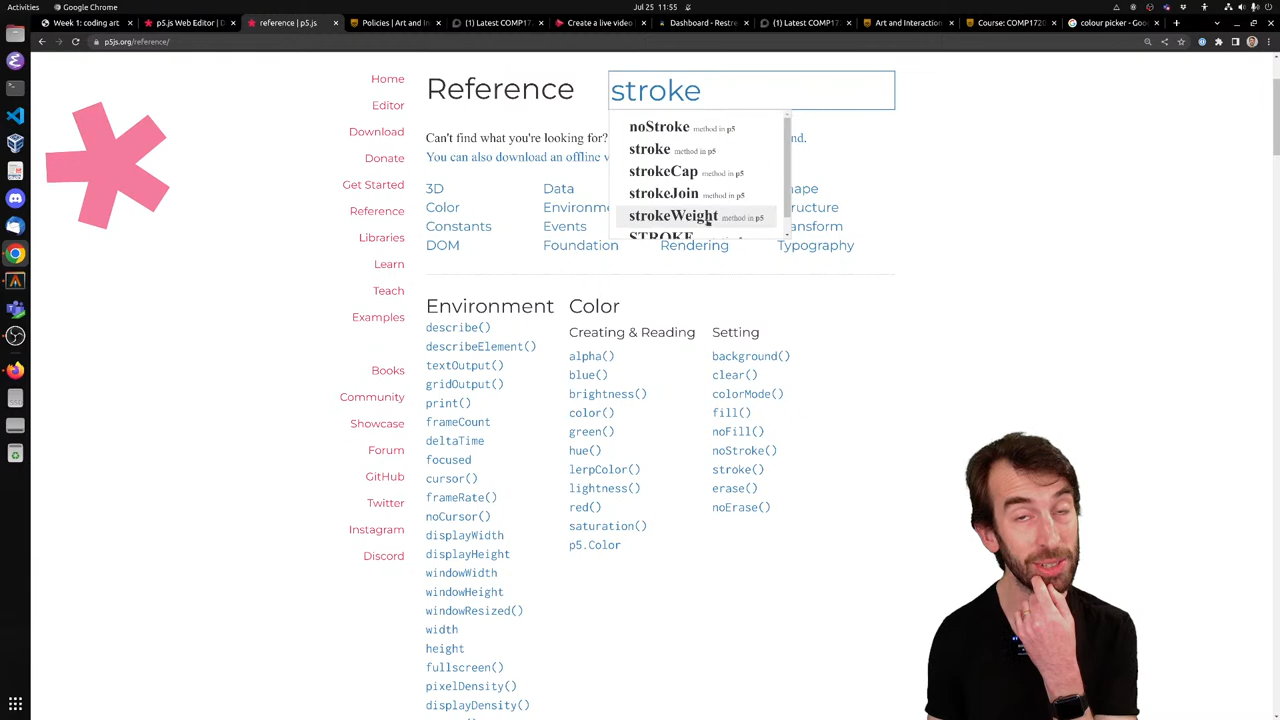 Activities
Google Chrome
Jul 25 11:55
Week 1: coding art
p5.js Web Editor | D
reference | p5.js
Policies | Art and In
(1) Latest COMP17
Create a live video
Dashboard - Restre
(1) Latest COMP17
Art and Interaction
Course: COMP172
colour picker - Goo
p5js.org/reference/
Home
Editor
Download
Donate
Get Started
Reference
Libraries
Learn
Teach
Examples
Books
Community
Showcase
Forum
GitHub
Twitter
Instagram
Discord
Reference
stroke
noStroke method in p5
stroke method in p5
strokeCap method in p5
strokeJoin method in p5
strokeWeight method in p5
STROKE
Can't find what you're looking for?
nd.
You can also download an offline v
3D
Color
Constants
DOM
Data
Environme
Events
Foundation
Rendering
hape
ructure
ansform
Typography
Environment
describe()
describeElement()
textOutput()
gridOutput()
print()
frameCount
deltaTime
focused
cursor()
frameRate()
noCursor()
displayWidth
displayHeight
windowWidth
windowHeight
windowResized()
width
height
fullscreen()
pixelDensity()
displayDensity()
Color
Creating & Reading
alpha()
blue()
brightness()
color()
green()
hue()
lerpColor()
lightness()
red()
saturation()
p5.Color
Setting
background()
clear()
colorMode()
fill()
noFill()
noStroke()
stroke()
erase()
noErase()